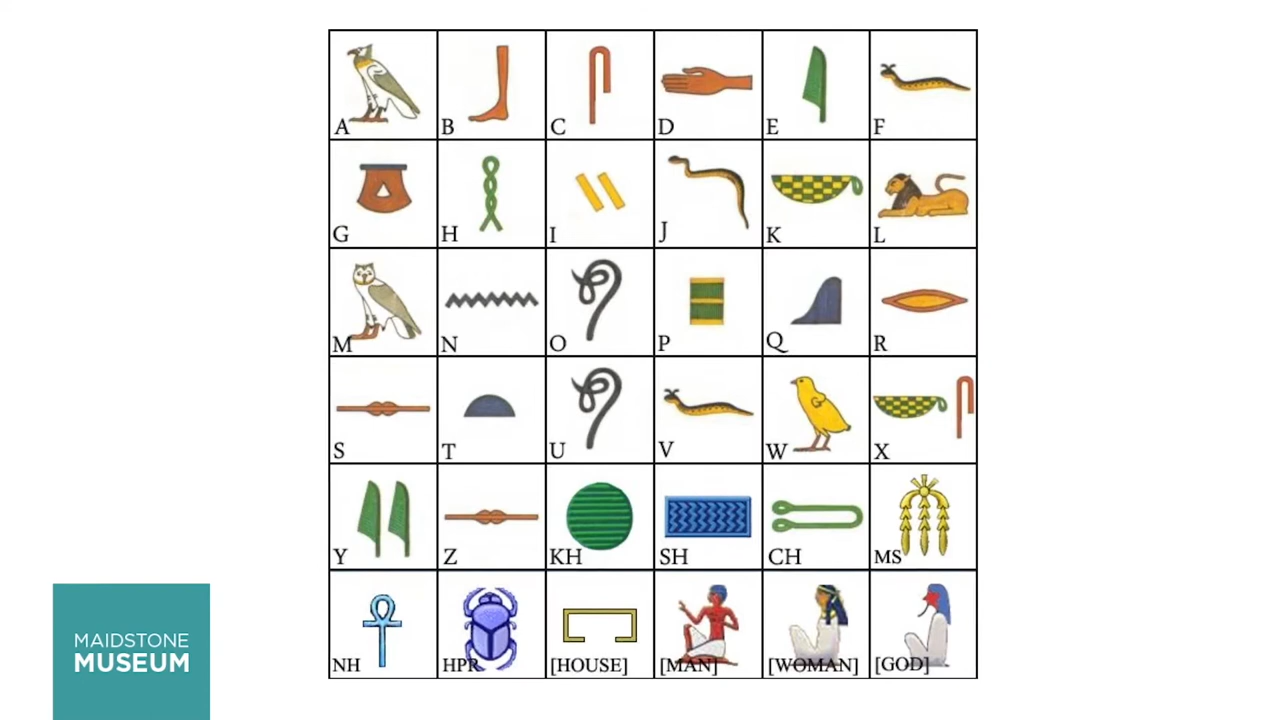 A B C D E F
G H I J K L
M N O P Q R
S T U V W X
Y Z KH SH CH MS
NH HPR [HOUSE] [MAN] [WOMAN] [GOD]
MAIDSTONE
MUSEUM